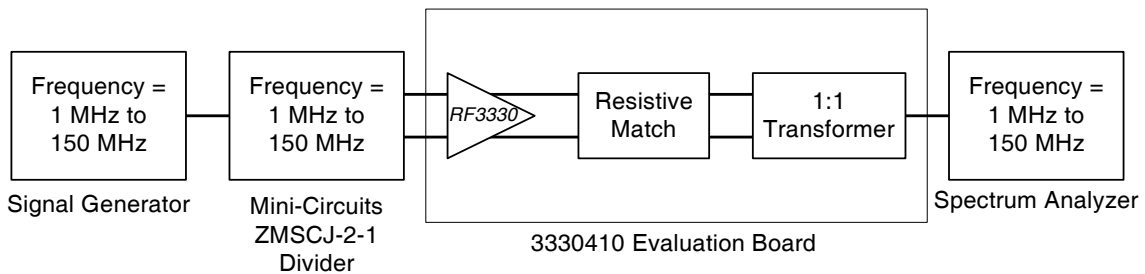 Frequency =
1 MHz to
150 MHz
Signal Generator
Frequency =
1 MHz to
150 MHz
Mini-Circuits
ZMSCJ-2-1
Divider
RF3330
Resistive
Match
1:1
Transformer
3330410 Evaluation Board
Frequency =
1 MHz to
150 MHz
Spectrum Analyzer